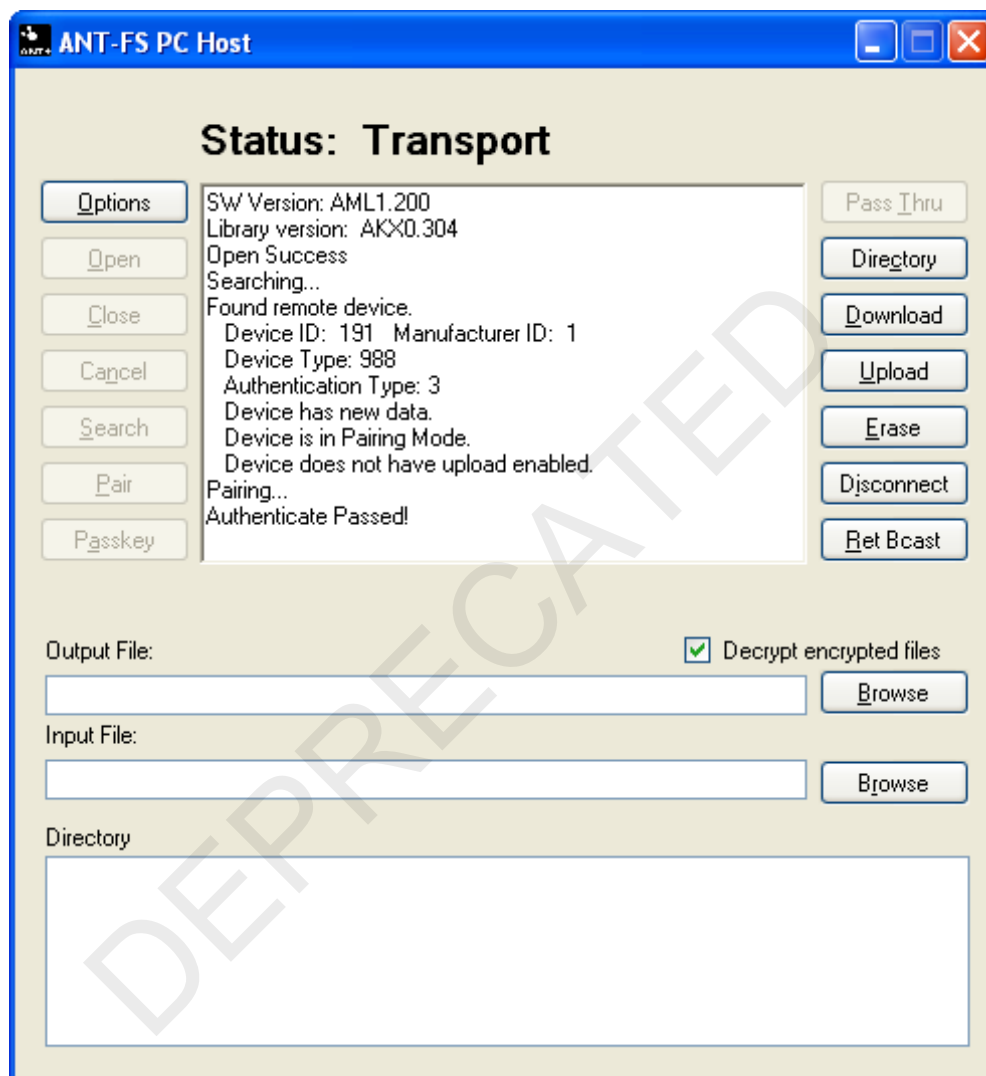 ANT-FS PC Host
Status: Transport
Options
Open
Close
Cancel
Search
Pair
Passkey
SW Version: AML1.200
Library version: AKX0.304
Open Success
Searching...
Found remote device.
Device ID: 191 Manufacturer ID: 1
Device Type: 988
Authentication Type: 3
Device has new data.
Device is in Pairing Mode.
Device does not have upload enabled.
Pairing...
Authenticate Passed!
Pass Thru
Directory
Download
Upload
Erase
Disconnect
Ret Bcast
Output File:
Decrypt encrypted files
Browse
Input File:
Browse
Directory
DEPRECATED